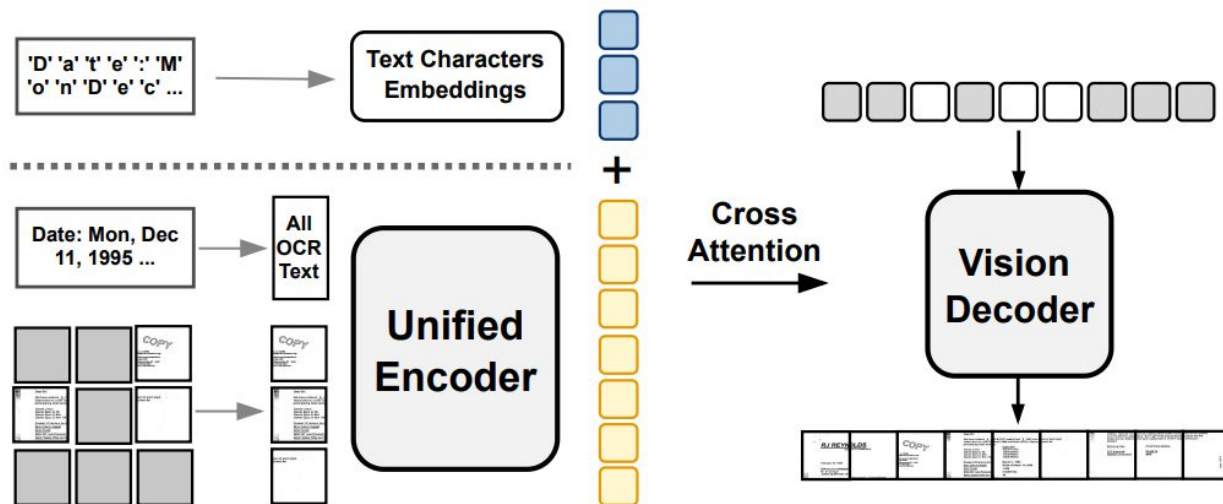 'D' 'a' 't' 'e' ':' 'M'
'o' 'n' 'D' 'e' 'c' ...
Text Characters
Embeddings
+
Date: Mon, Dec
11, 1995 ...
All
OCR
Text
Unified
Encoder
COPY
COPY
Cross
Attention
Vision
Decoder
RJ REYNOLDS
COPY